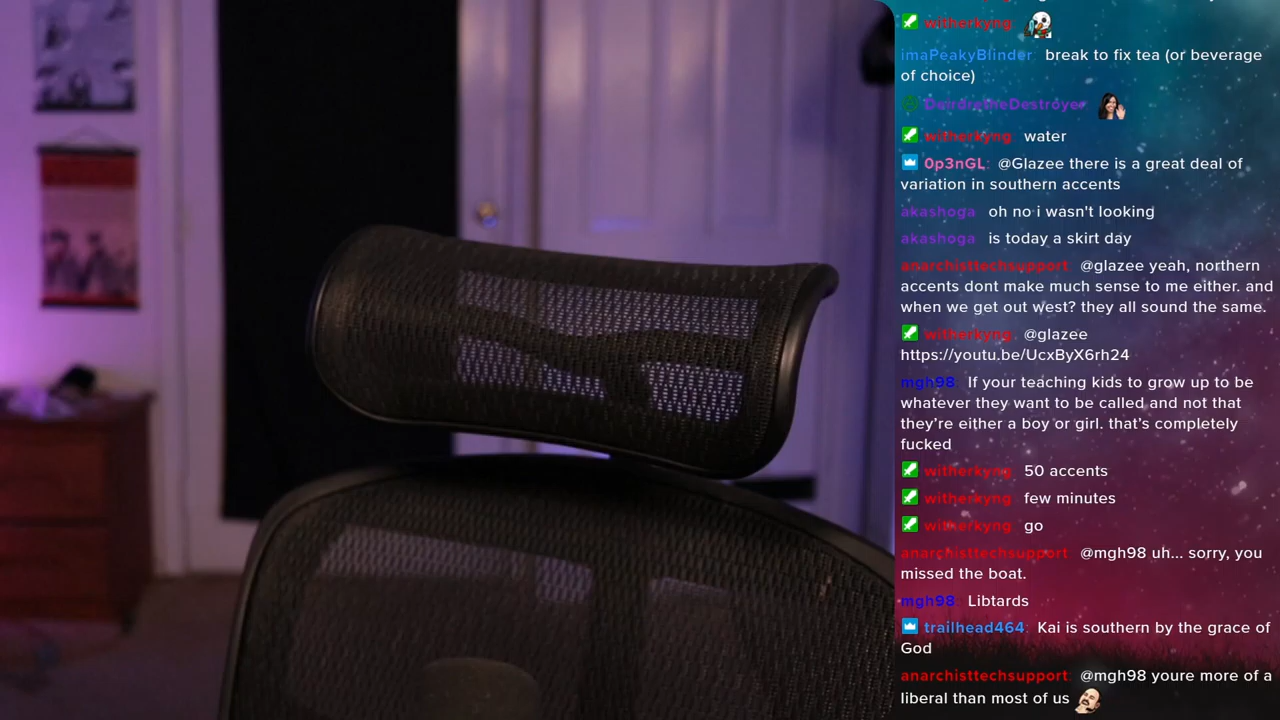 witherkyng
imaPeakyBlinder break to fix tea (or beverage
of choice)
DeirdretheDestroyer
witherkyng water
0p3nGL: @Glazee there is a great deal of
variation in southern accents
akashoga oh no i wasn't looking
akashoga is today a skirt day
anarchisttechsupport @glazee yeah, northern
accents dont make much sense to me either. and
when we get out west? they all sound the same.
witherkyng @glazee
https://youtu.be/UcxByX6rh24
mgh98 If your teaching kids to grow up to be
whatever they want to be called and not that
they're either a boy or girl. that's completely
fucked
witherkyng 50 accents
witherkyng few minutes
witherkyng go
anarchisttechsupport @mgh98 uh... sorry, you
missed the boat.
mgh98 Libtards
trailhead464: Kai is southern by the grace of
God
anarchisttechsupport @mgh98 youre more of a
liberal than most of us